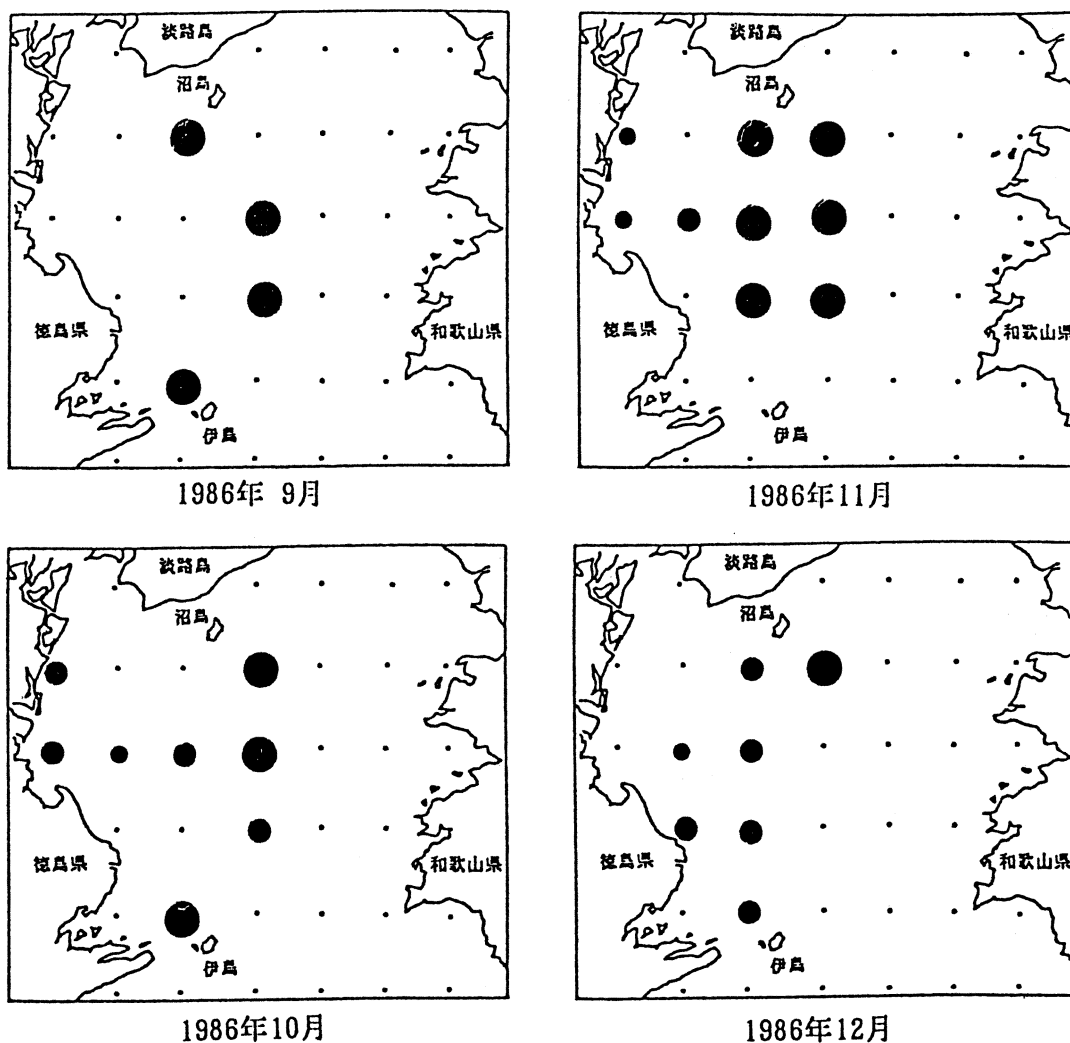 淡路島
沼島
徳島県
和歌山県
伊島
1986年 9月
淡路島
沼島
徳島県
和歌山県
伊島
1986年11月
淡路島
沼島
徳島県
和歌山県
伊島
1986年10月
淡路島
沼島
徳島県
和歌山県
伊島
1986年12月